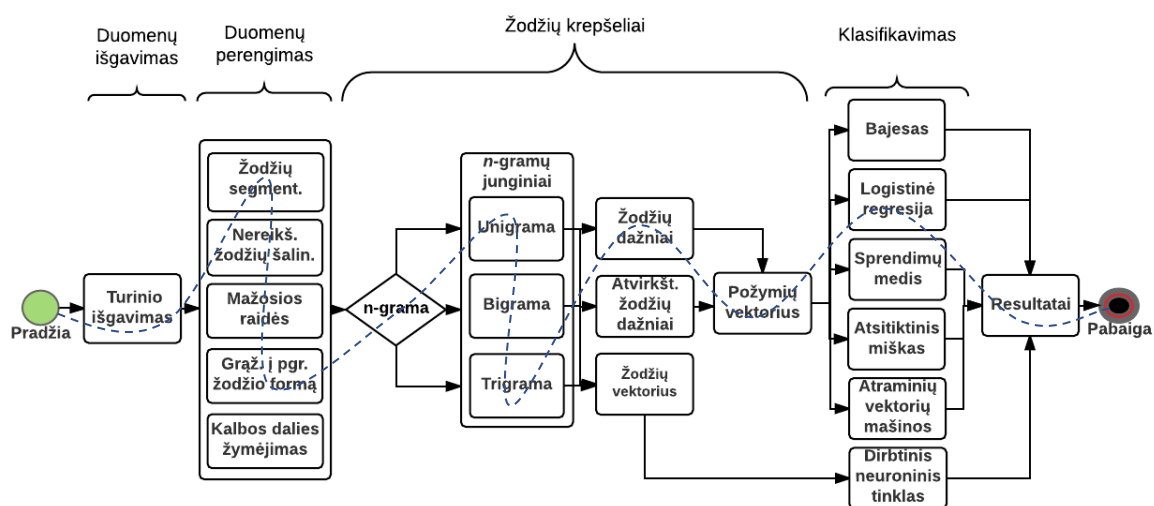 Duomenų
išgavimas
Duomenų
perengimas
Žodžių krepšeliai
Klasifikavimas
Pradžia
Turinio
išgavimas
Žodžių
segment.
Nereikš.
žodžių šalin.
Mažosios
raidės
Grąž. į pgr.
žodžio formą
Kalbos dalies
žymėjimas
n-grama
n-gramų
junginiai
Unigrama
Bigrama
Trigrama
Žodžių
dažniai
Atvirkšt.
žodžių
dažniai
Žodžių
vektorius
Požymių
vektorius
Bajesas
Logistinė
regresija
Sprendimų
medis
Atsitiktinis
miškas
Atraminių
vektorių
mašinos
Dirbtinis
neuroninis
tinklas
Resultatai
Pabaiga